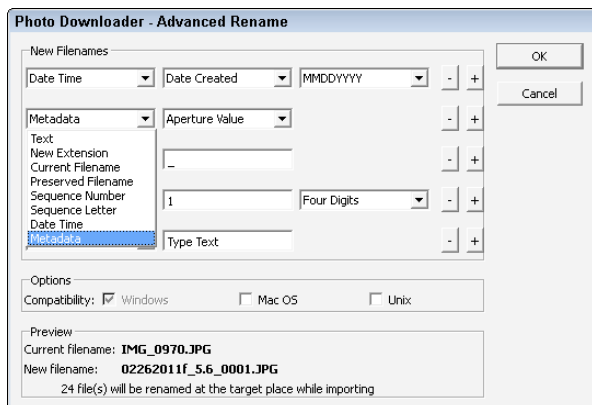 Photo Downloader - Advanced Rename
New Filenames
OK
Date Time Date Created MMDDYYYY - +
Cancel
Metadata Aperture Value - +
Text
New Extension
Current Filename
Preserved Filename
Sequence Number
Sequence Letter
Date Time
Metadata
_ - +
1 Four Digits - +
Type Text - +
Options
Compatibility: Windows Mac OS Unix
Preview
Current filename: IMG_0970.JPG
New filename: 02262011f_5.6_0001.JPG
24 file(s) will be renamed at the target place while importing